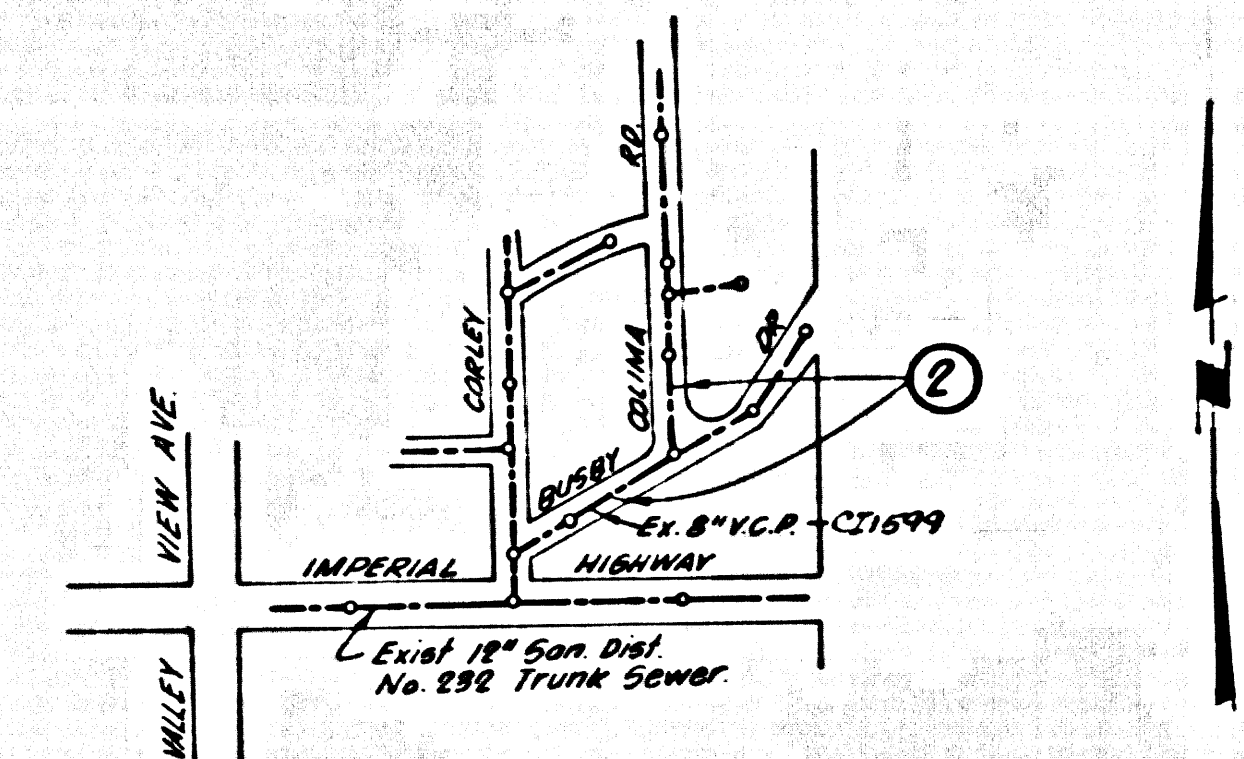 RD.
CORLEY
COLIMA
DR
2
VIEW AVE.
BUSBY
Ex. 8" V.C.P. - CI1599
IMPERIAL HIGHWAY
Exist 12" San. Dist.
No. 232 Trunk Sewer.
VALLEY
N